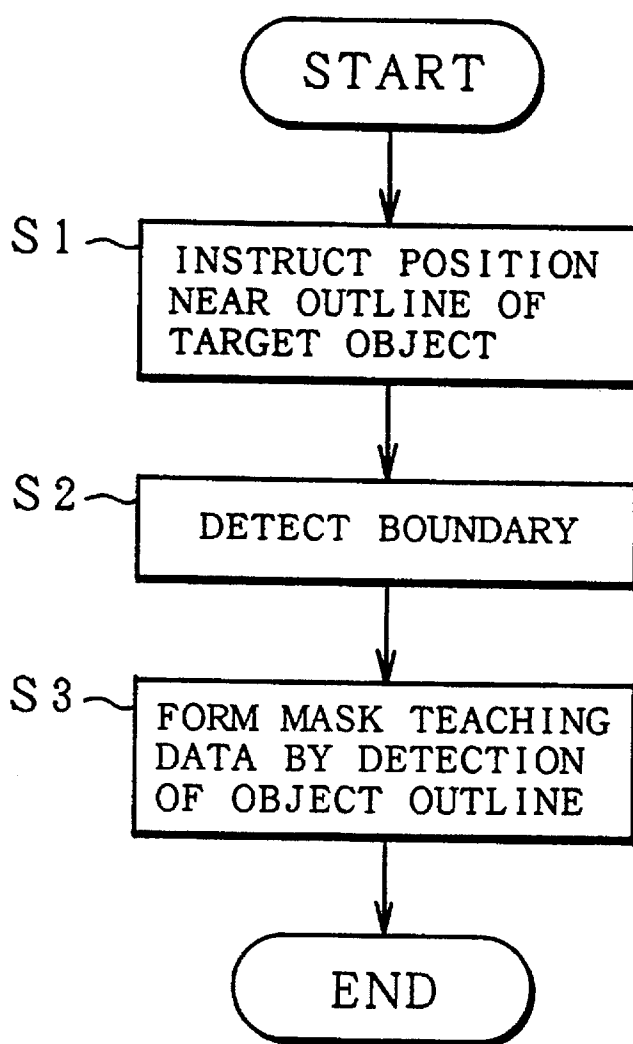 START
S1
INSTRUCT POSITION
NEAR OUTLINE OF
TARGET OBJECT
S2
DETECT BOUNDARY
S3
FORM MASK TEACHING
DATA BY DETECTION
OF OBJECT OUTLINE
END